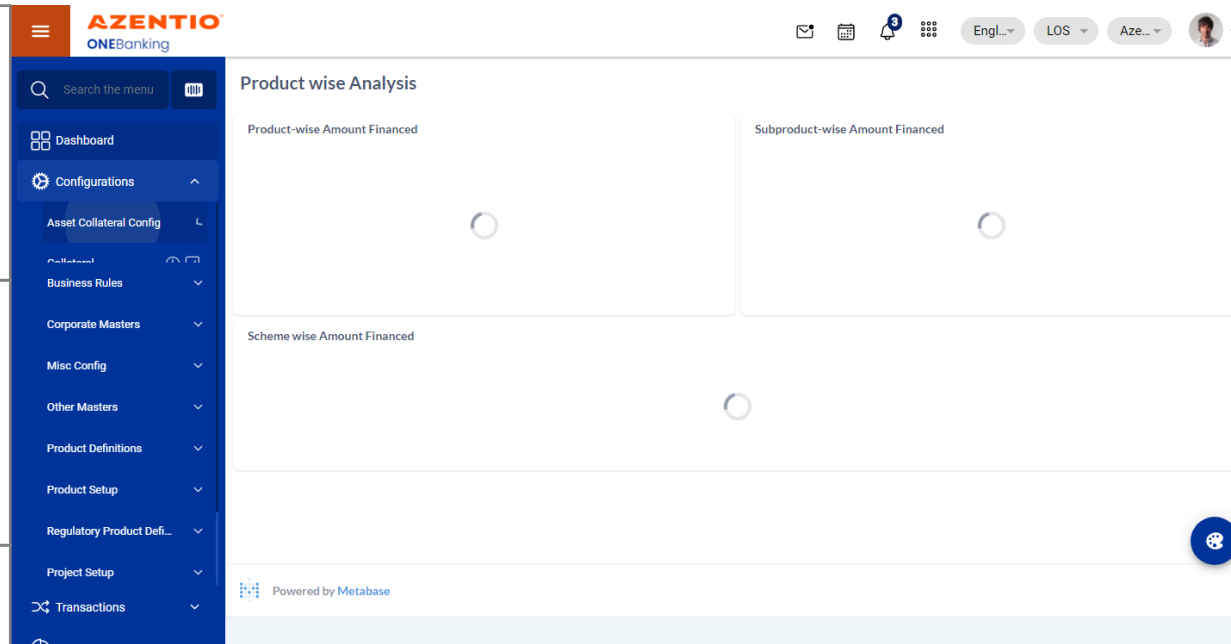 AZENTIO
ONEBanking
3
Engl...
LOS
Aze...
Search the menu
Dashboard
Configurations
Asset Collateral Config
Collateral
Business Rules
Corporate Masters
Misc Config
Other Masters
Product Definitions
Product Setup
Regulatory Product Defi...
Project Setup
Transactions
Product wise Analysis
Product-wise Amount Financed
Subproduct-wise Amount Financed
Scheme wise Amount Financed
Powered by Metabase